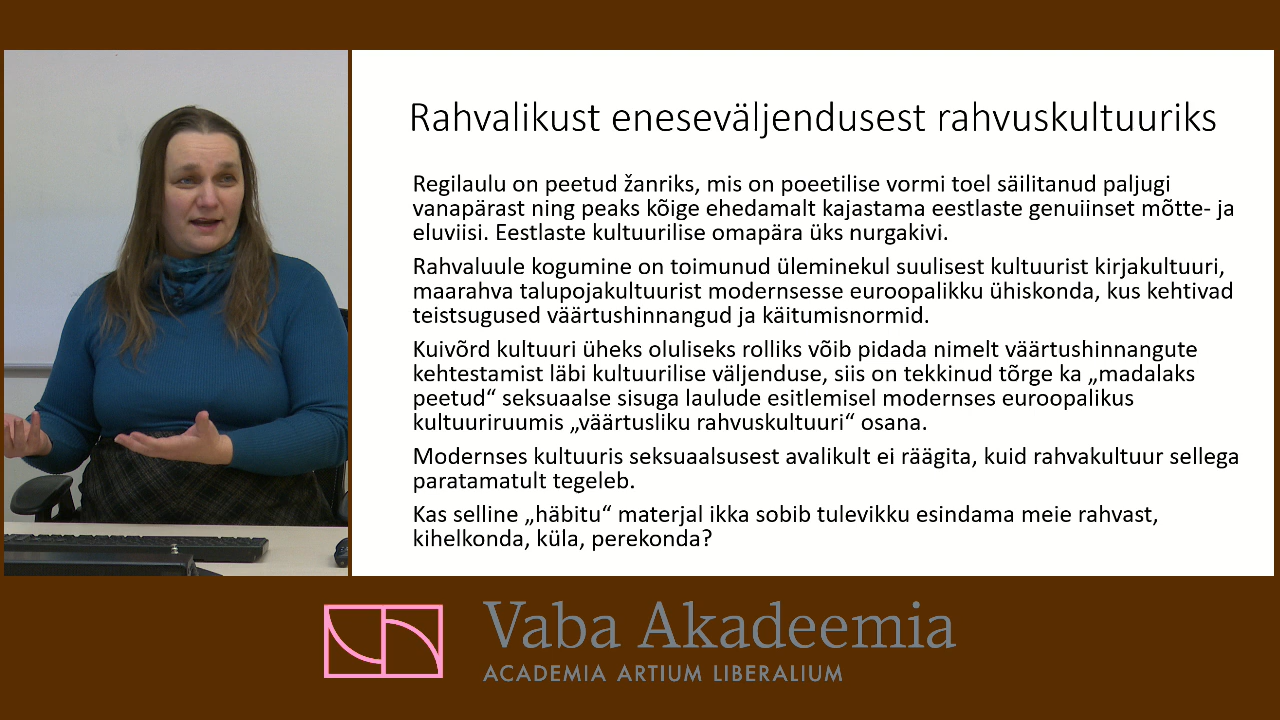 Rahvalikust eneseväljendusest rahvuskultuuriks
Regilaulu on peetud žanriks, mis on poeetilise vormi toel säilitanud paljugi
vanapärast ning peaks kõige ehedamalt kajastama eestlaste genuiinset mõtte- ja
eluviisi. Eestlaste kultuurilise omapära üks nurgakivi.
Rahvaluule kogumine on toimunud üleminekul suulisest kultuurist kirjakultuuri,
maarahva talupojakultuurist modernsesse euroopalikku ühiskonda, kus kehtivad
teistsugused väärtushinnangud ja käitumisnormid.
Kuivõrd kultuuri üheks oluliseks rolliks võib pidada nimelt väärtushinnangute
kehtestamist läbi kultuurilise väljenduse, siis on tekkinud tõrge ka „madalaks
peetud“ seksuaalse sisuga laulude esitlemisel modernses euroopalikus
kultuuriruumis „väärtusliku rahvuskultuuri“ osana.
Modernses kultuuris seksuaalsusest avalikult ei räägita, kuid rahvakultuur sellega
paratamatult tegeleb.
Kas selline „häbitu“ materjal ikka sobib tulevikku esindama meie rahvast,
kihelkonda, küla, perekonda?
Vaba Akadeemia
ACADEMIA ARTIUM LIBERALIUM